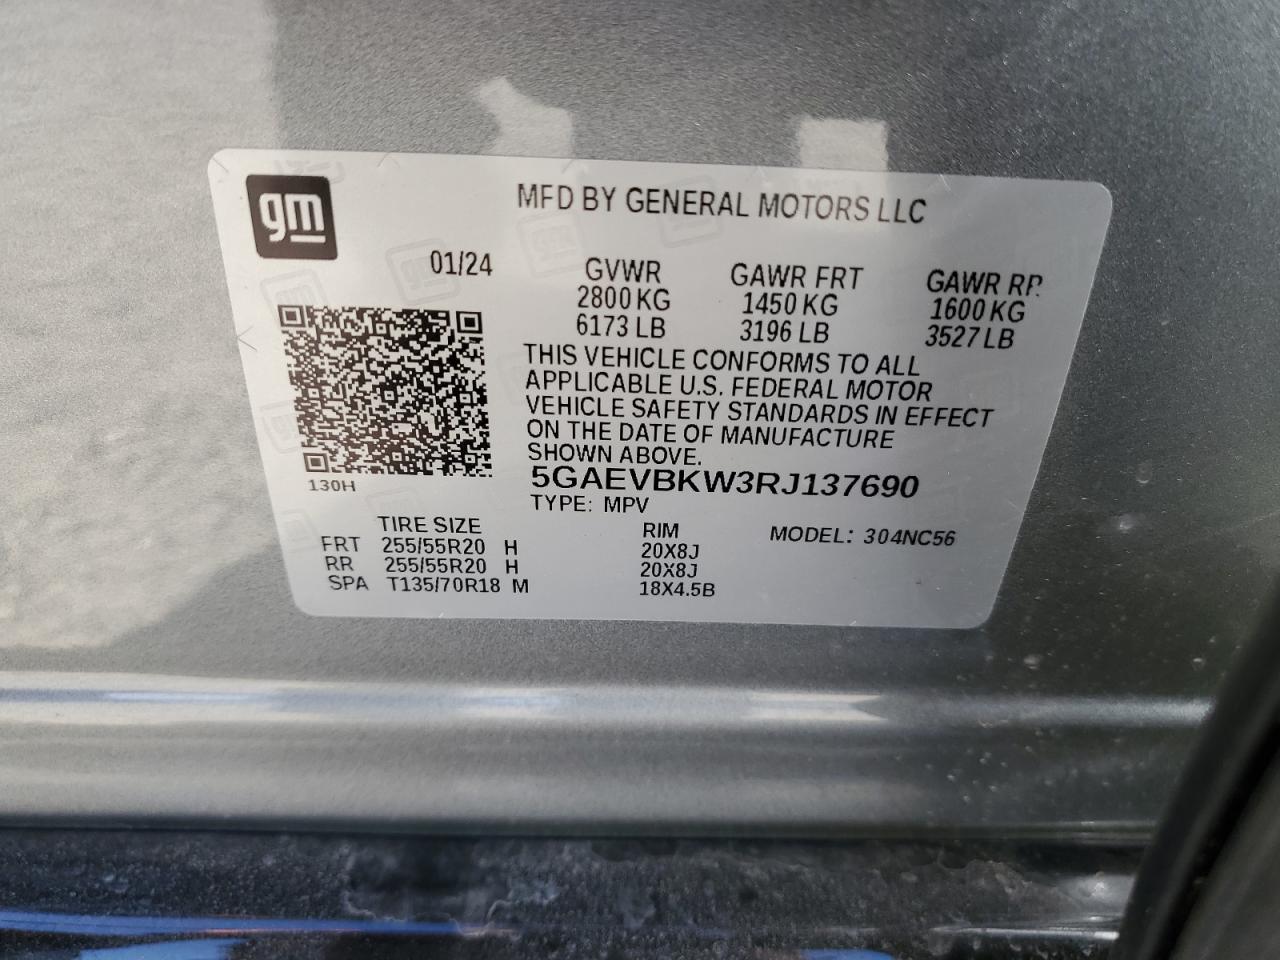 gm
MFD BY GENERAL MOTORS LLC
01/24
GVWR GAWR FRT GAWR RR
2800 KG 1450 KG 1600 KG
6173 LB 3196 LB 3527 LB
THIS VEHICLE CONFORMS TO ALL
APPLICABLE U.S. FEDERAL MOTOR
VEHICLE SAFETY STANDARDS IN EFFECT
ON THE DATE OF MANUFACTURE
SHOWN ABOVE.
5GAEVBKW3RJ137690
130H
TYPE: MPV
TIRE SIZE RIM MODEL: 304NC56
FRT 255/55R20 H 20X8J
RR 255/55R20 H 20X8J
SPA T135/70R18 M 18X4.5B